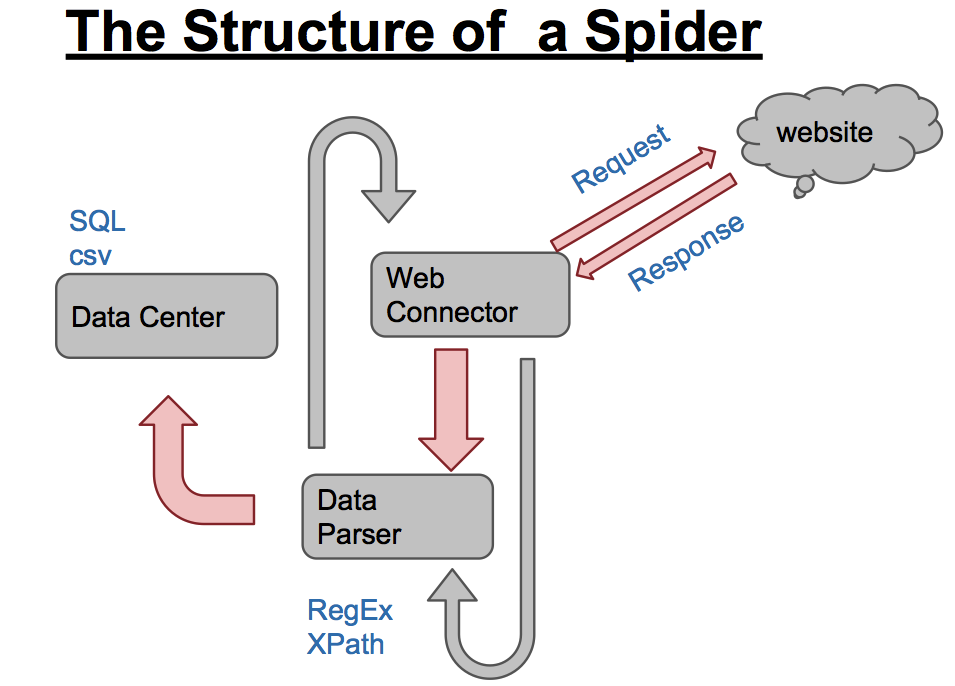 The Structure of  a Spider
website
Request
Response
SQL
csv
Data Center
Web
Connector
Data
Parser
RegEx
XPath